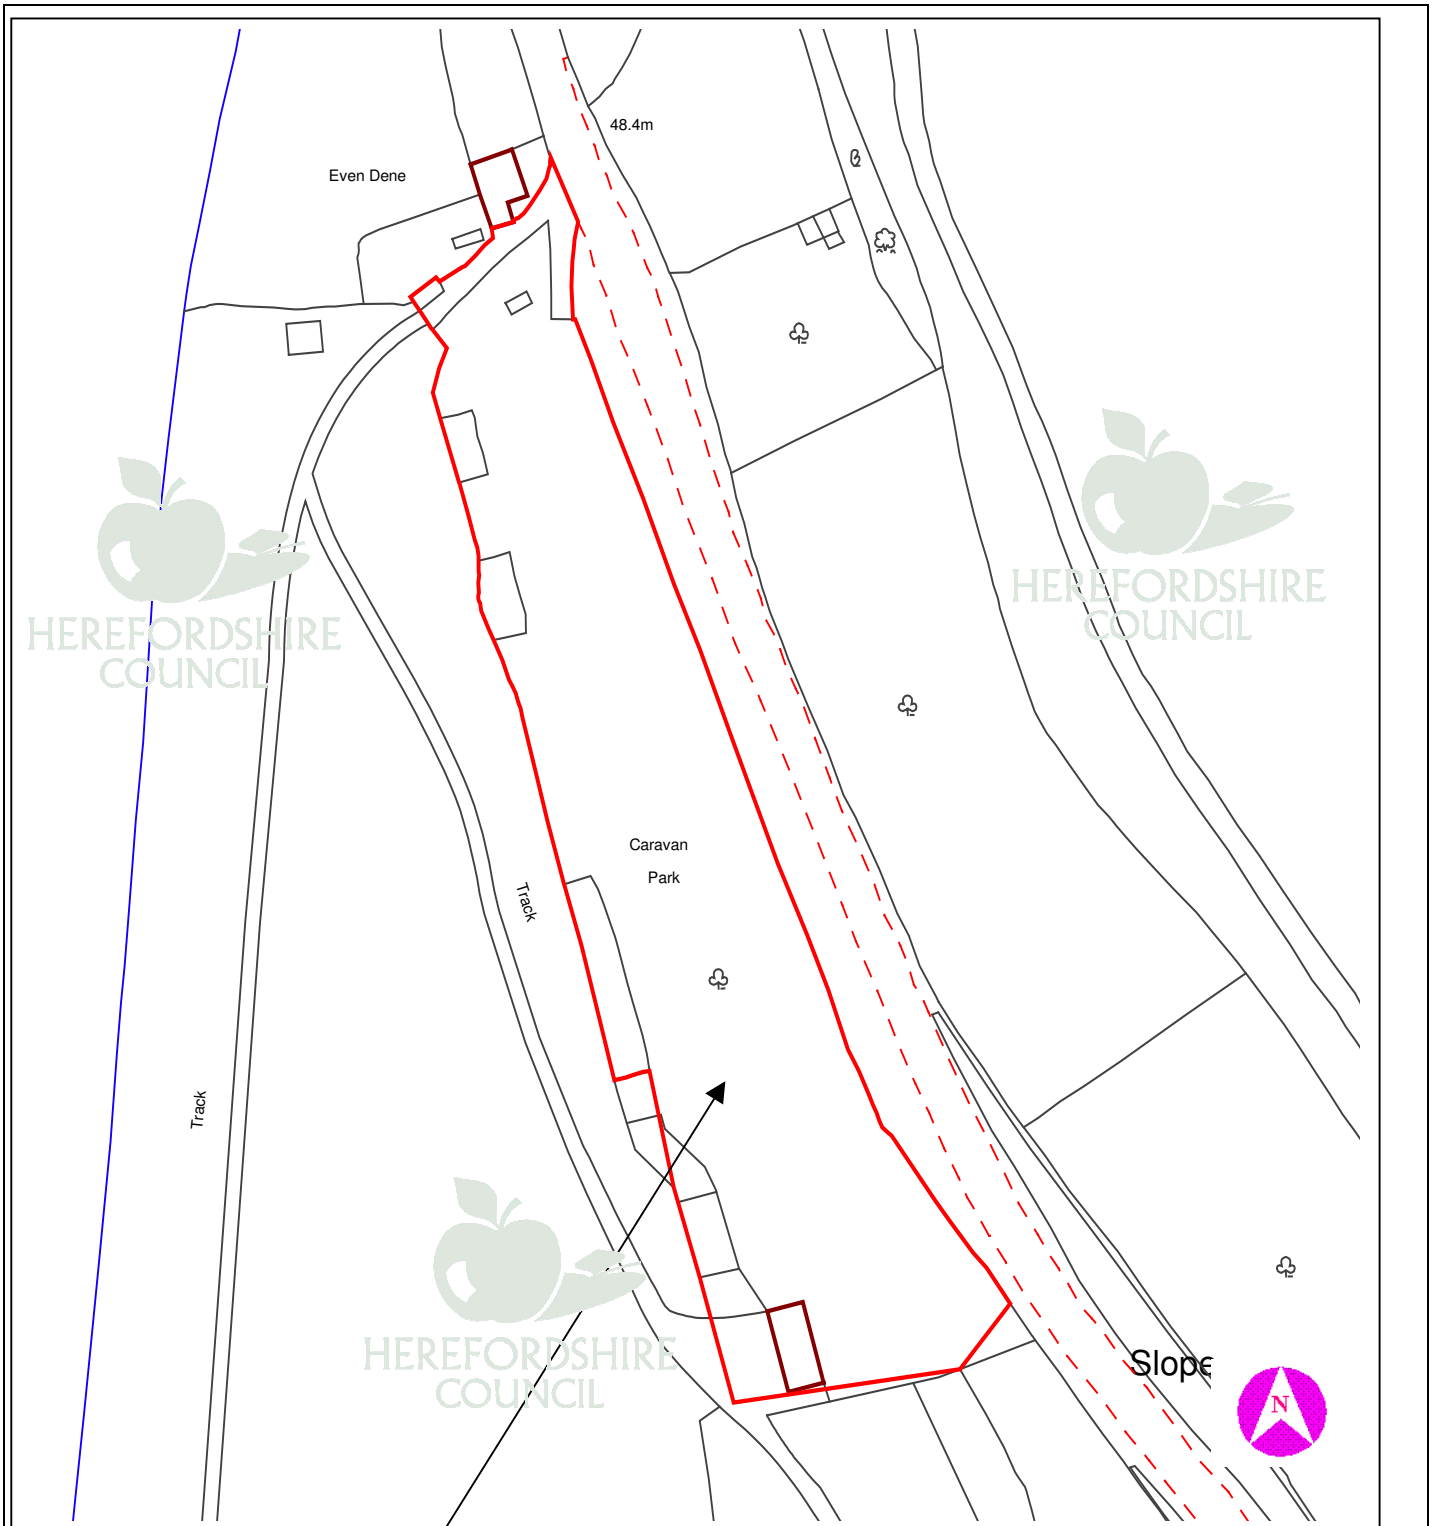 48.4m
Even Dene
HEREFORDSHIRE
COUNCIL
HEREFORDSHIRE
COUNCIL
Caravan
Park
Track
Track
HEREFORDSHIRE
COUNCIL
Slope
N